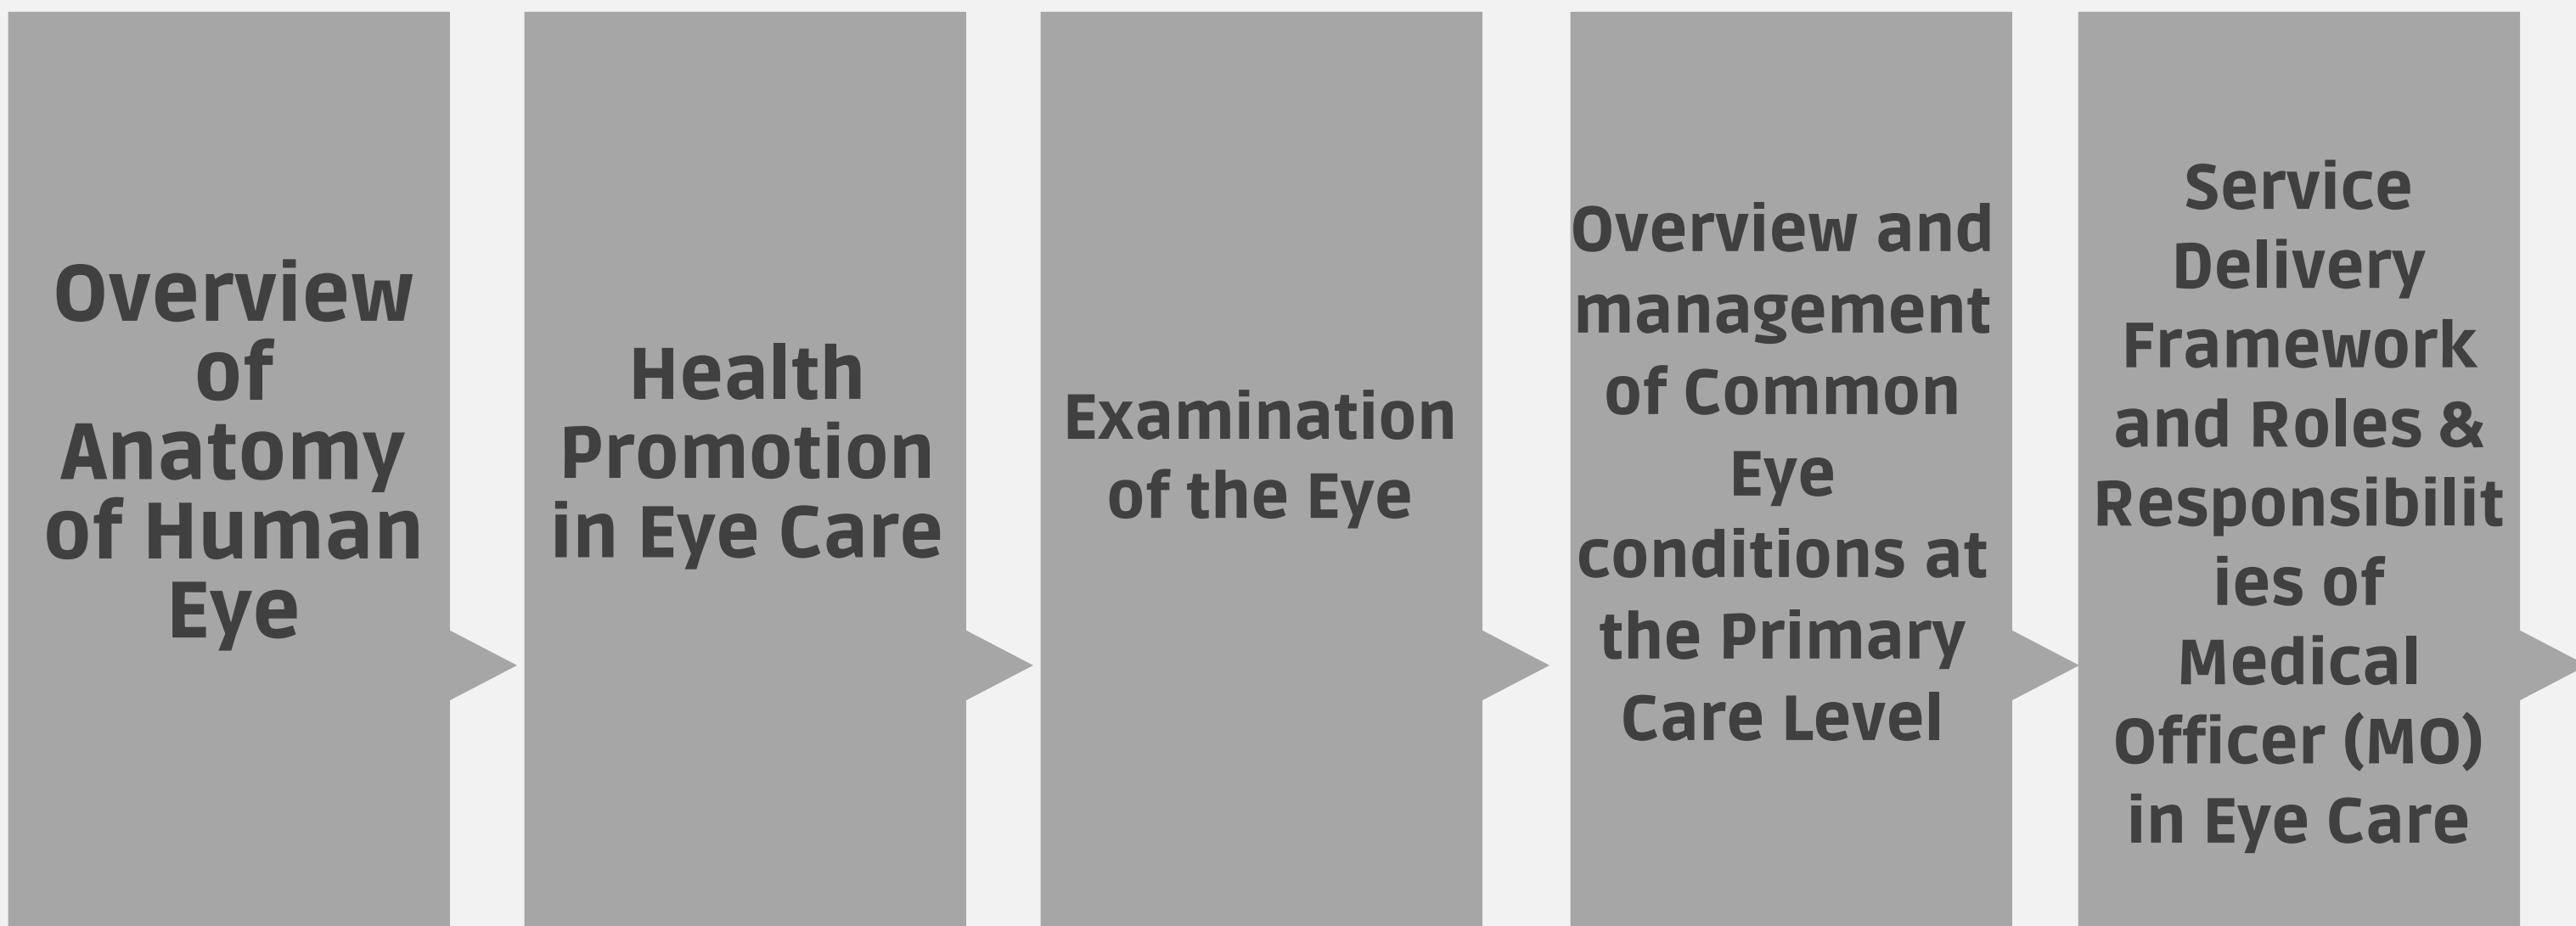 Overview
of
Anatomy
of Human
Eye
Health
Promotion
in Eye Care
Examination
of the Eye
Overview and
management
of Common
Eye
conditions at
the Primary
Care Level
Service
Delivery
Framework
and Roles &
Responsibilit
ies of
Medical
Officer (MO)
in Eye Care